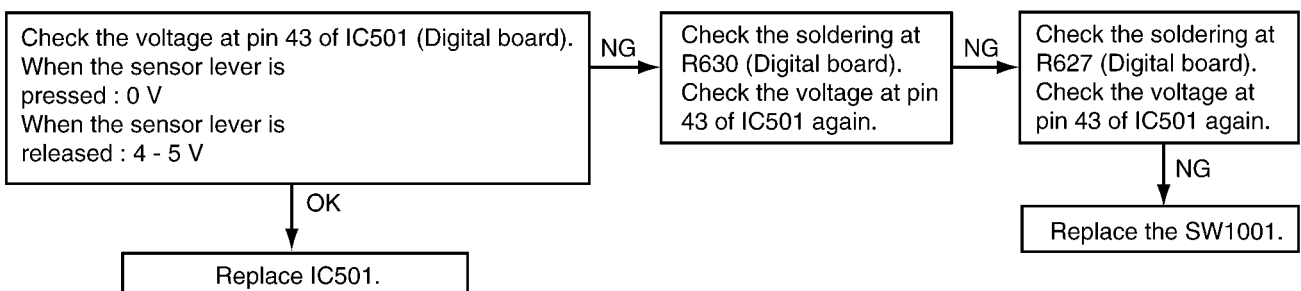 Check the voltage at pin 43 of IC501 (Digital board).
When the sensor lever is
pressed : 0 V
When the sensor lever is
released : 4 - 5 V
NG
Check the soldering at
R630 (Digital board).
Check the voltage at pin
43 of IC501 again.
NG
Check the soldering at
R627 (Digital board).
Check the voltage at
pin 43 of IC501 again.
OK
NG
Replace IC501.
Replace the SW1001.